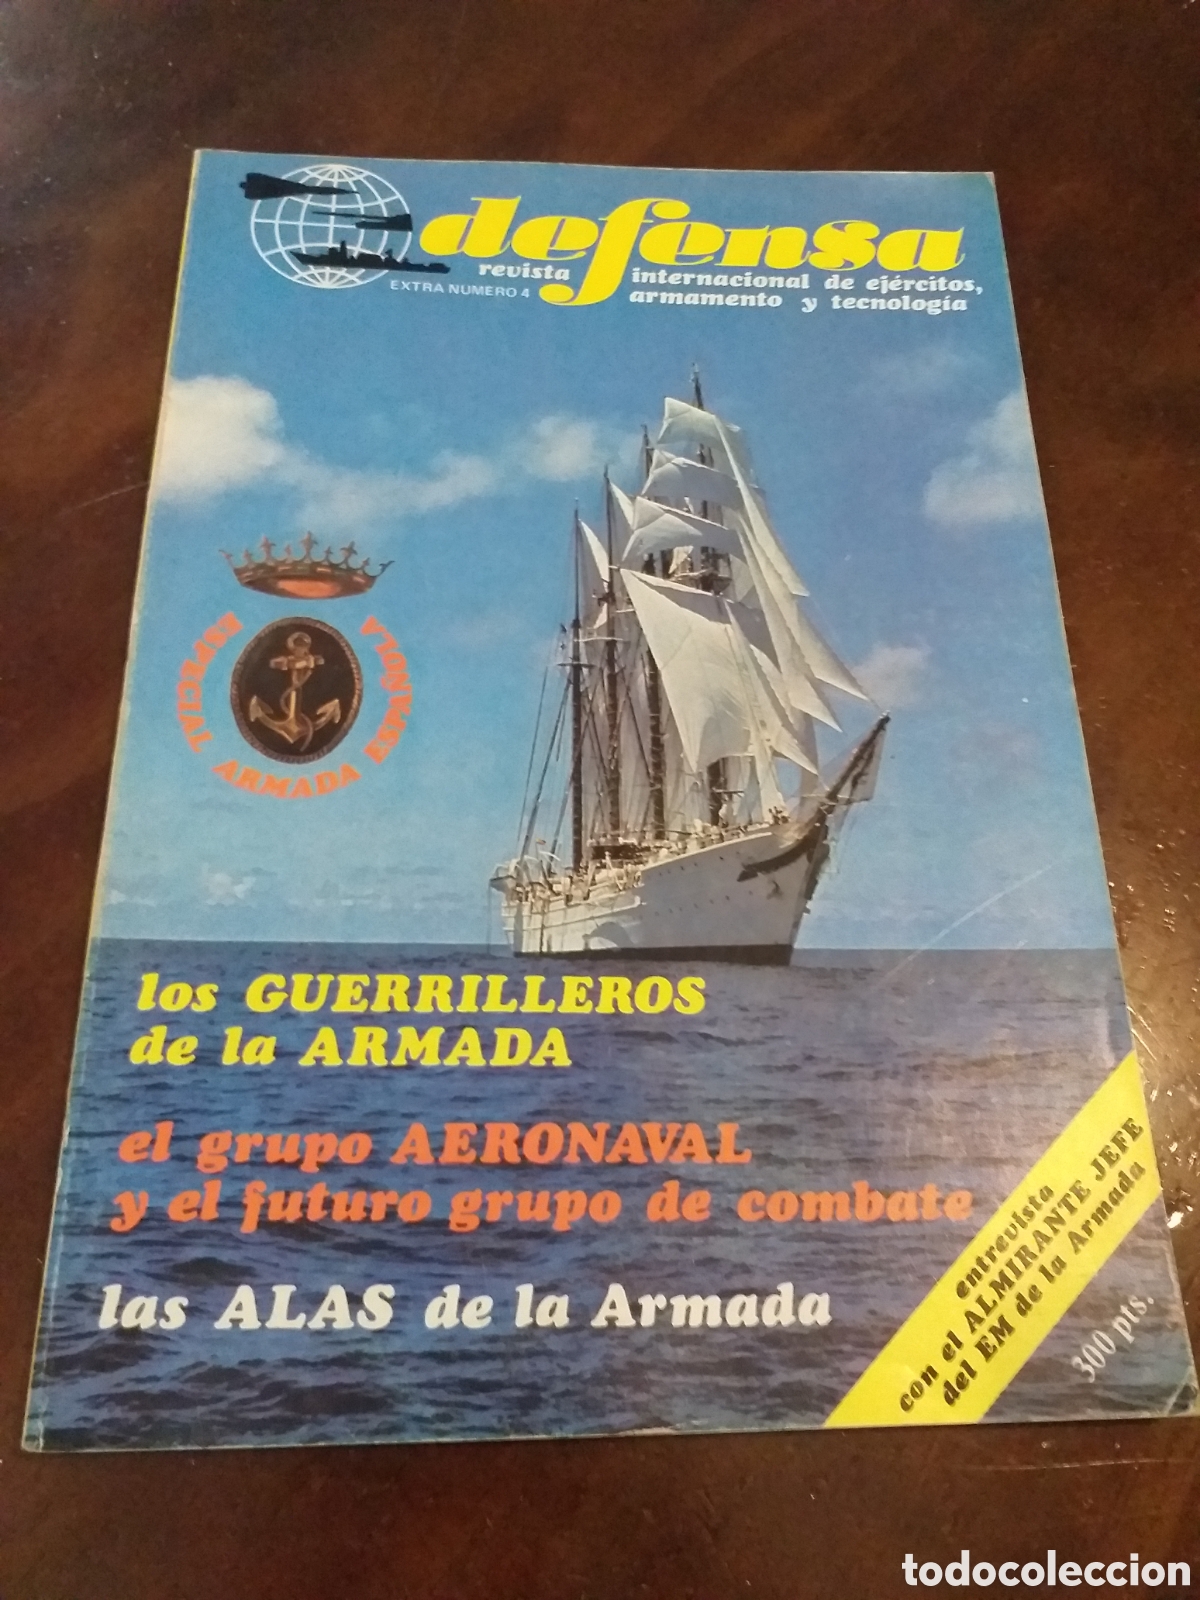 defensa
revista internacional de ejércitos,
EXTRA NUMERO 4 armamento y tecnología
ESPECIAL ARMADA ESPAÑOLA
los GUERRILLEROS
de la ARMADA
el grupo AERONAVAL
y el futuro grupo de combate
las ALAS de la Armada
entrevista
con el ALMIRANTE JEFE
del EM de la Armada
300 pts.
todocoleccion
todocoleccion